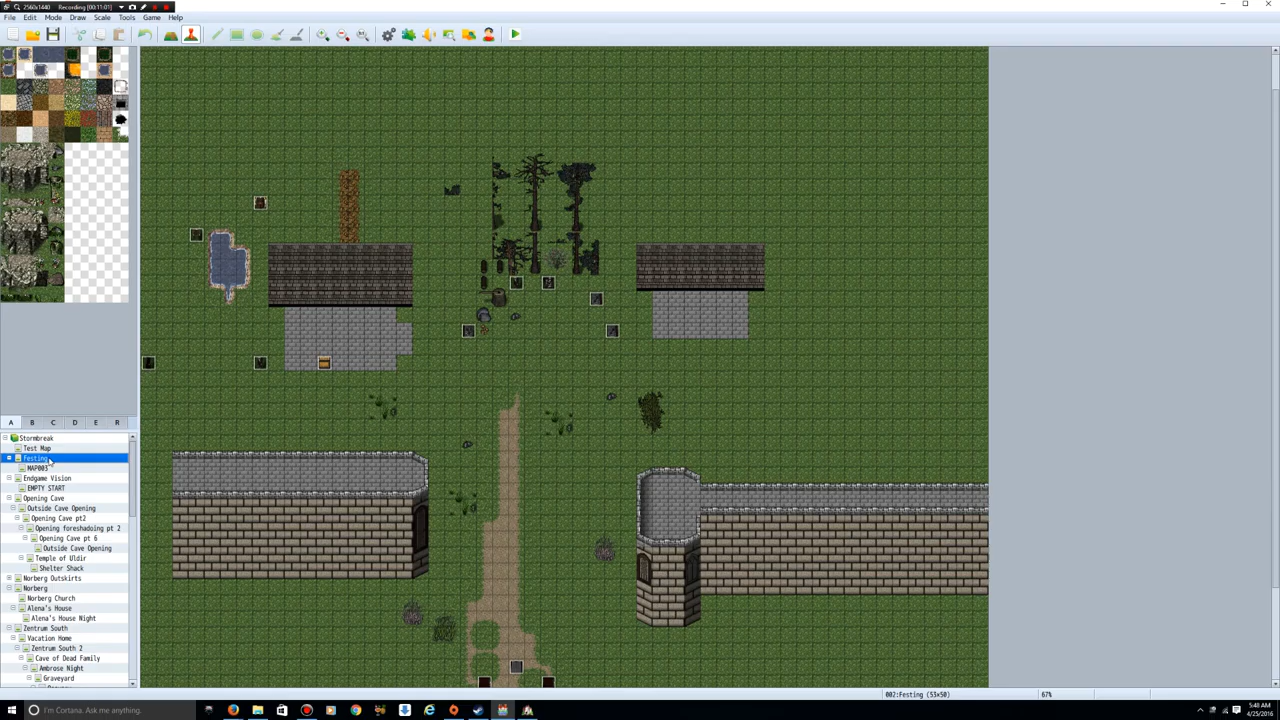 2560x1440 Recording [00:11:01]
File Edit Mode Draw Scale Tools Game Help
A B C D E R
Stormbreak
Test Map
Festing
MAP003
Endgame Vision
EMPTY START
Opening Cave
Outside Cave Opening
Opening Cave pt2
Opening foreshadoing pt 2
Opening Cave pt 6
Outside Cave Opening
Temple of Uldir
Shelter Shack
Norberg Outskirts
Norberg
Norberg Church
Alena's House
Alena's House Night
Zentrum South
Vacation Home
Zentrum South 2
Cave of Dead Family
Ambrose Night
Graveyard
002:Festing (53x50) 67%
I'm Cortana. Ask me anything.
5:48 AM
4/25/2016